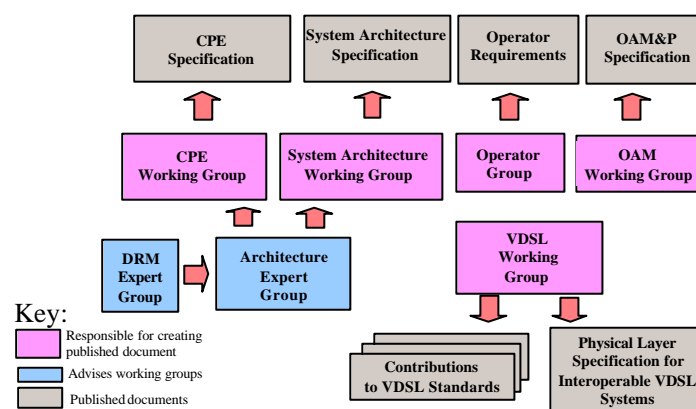 CPE
Specification
System Architecture
Specification
Operator
Requirements
OAM&P
Specification
CPE
Working Group
System Architecture
Working Group
Operator
Group
OAM
Working Group
DRM
Expert
Group
Architecture
Expert
Group
VDSL
Working
Group
Key:
Responsible for creating
published document
Advises working groups
Published documents
Contributions
to VDSL Standards
Physical Layer
Specification for
Interoperable VDSL
Systems